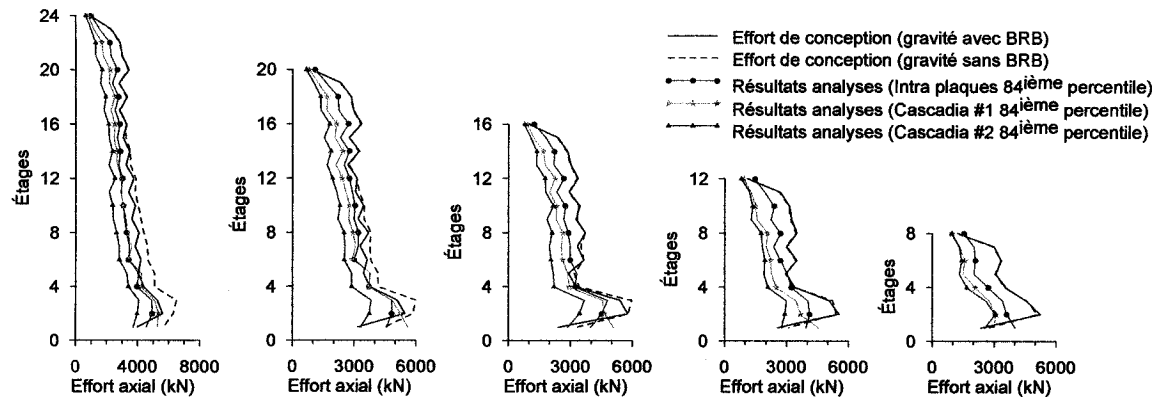 24
20
16
12
8
4
0
Étages
0 4000 8000
Effort axial (kN)
20
16
12
8
4
0
Étages
0 3000 6000
Effort axial (kN)
16
12
8
4
0
Étages
0 3000 6000
Effort axial (kN)
12
8
4
0
Étages
0 3000 6000
Effort axial (kN)
8
4
0
Étages
0 3000 6000
Effort axial (kN)
Effort de conception (gravité avec BRB)
Effort de conception (gravité sans BRB)
Résultats analyses (Intra plaques 84ième percentile)
Résultats analyses (Cascadia #1 84ième percentile)
Résultats analyses (Cascadia #2 84ième percentile)